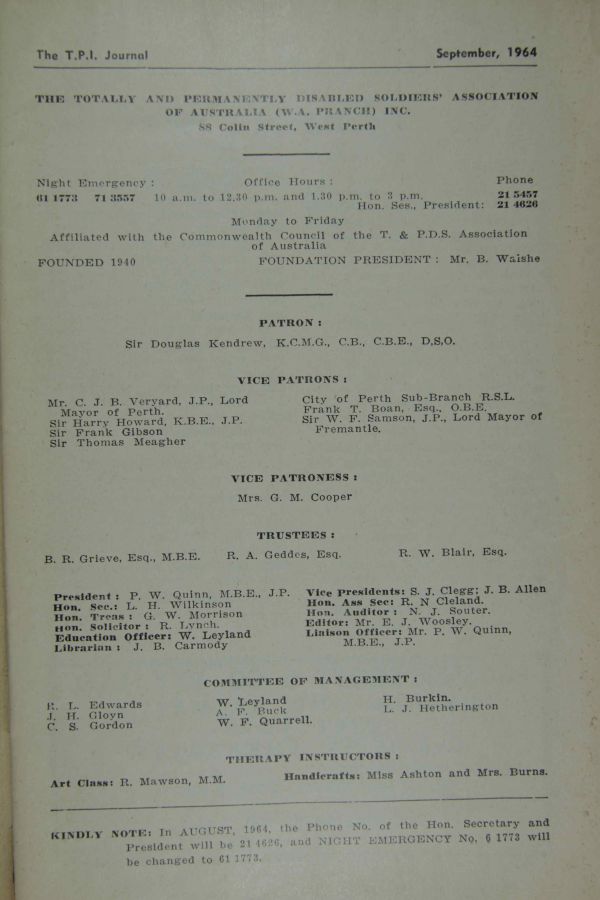 The T.P.I. Journal September, 1964
THE TOTALLY AND PERMANENTLY DISABLED SOLDIERS' ASSOCIATION
OF AUSTRALIA (W.A. BRANCH) INC.
88 Colin Street, West Perth
Night Emergency : Office Hours : Phone
61 1773 71 3557 10 a.m. to 12.30 p.m. and 1.30 p.m. to 3 p.m. 21 5457
Hon. Ses., President: 21 4626
Monday to Friday
Affiliated with the Commonwealth Council of the T. & P.D.S. Association
of Australia
FOUNDED 1940 FOUNDATION PRESIDENT : Mr. B. Waishe
PATRON :
Sir Douglas Kendrew, K.C.M.G., C.B., C.B.E., D.S.O.
VICE PATRONS :
Mr. C. J. B. Veryard, J.P., Lord
Mayor of Perth.
Sir Harry Howard, K.B.E., J.P.
Sir Frank Gibson
Sir Thomas Meagher
City of Perth Sub-Branch R.S.L.
Frank T. Boan, Esq., O.B.E.
Sir W. F. Samson, J.P., Lord Mayor of
Fremantle.
VICE PATRONESS :
Mrs. G. M. Cooper
TRUSTEES :
B. R. Grieve, Esq., M.B.E. R. A. Geddes, Esq. R. W. Blair, Esq.
President : P. W. Quinn, M.B.E., J.P.
Hon. Sec.: L. H. Wilkinson
Hon. Treas : G. W. Morrison
Hon. Solicitor : R. Lynch.
Education Officer: W. Leyland
Librarian : J. B. Carmody
Vice Presidents: S. J. Clegg; J. B. Allen
Hon. Ass Sec: R. N Cleland.
Hon. Auditor : N. J. Souter.
Editor: Mr. E. J. Woosley.
Liaison Officer: Mr. P. W. Quinn,
M.B.E., J.P.
COMMITTEE OF MANAGEMENT :
R. L. Edwards
J. H. Gloyn
C. S. Gordon
W. Leyland
A. F. Buck
W. F. Quarrell.
H. Burkin.
L. J. Hetherington
THERAPY INSTRUCTORS :
Art Class: R. Mawson, M.M. Handicrafts: Miss Ashton and Mrs. Burns.
KINDLY NOTE: In AUGUST, 1964, the Phone No. of the Hon. Secretary and
President will be 21 4626, and NIGHT EMERGENCY No. 6 1773 will
be changed to 61 1773.